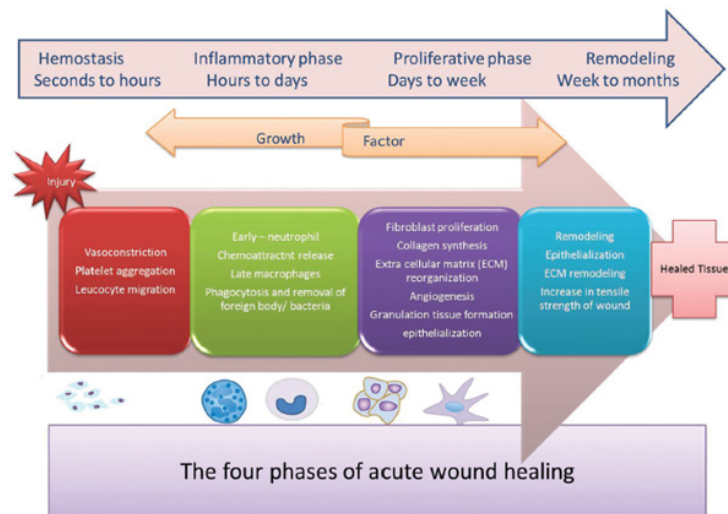 Hemostasis
Seconds to hours
Inflammatory phase
Hours to days
Proliferative phase
Days to week
Remodeling
Week to months
Growth
Factor
Injury
Vasoconstriction
Platelet aggregation
Leucocyte migration
Early – neutrophil
Chemoattractnt release
Late macrophages
Phagocytosis and removal of
foreign body/ bacteria
Fibroblast proliferation
Collagen synthesis
Extra cellular matrix (ECM)
reorganization
Angiogenesis
Granulation tissue formation
epithelialization
Remodeling
Epithelialization
ECM remodeling
Increase in tensile
strength of wound
Healed Tissue
The four phases of acute wound healing